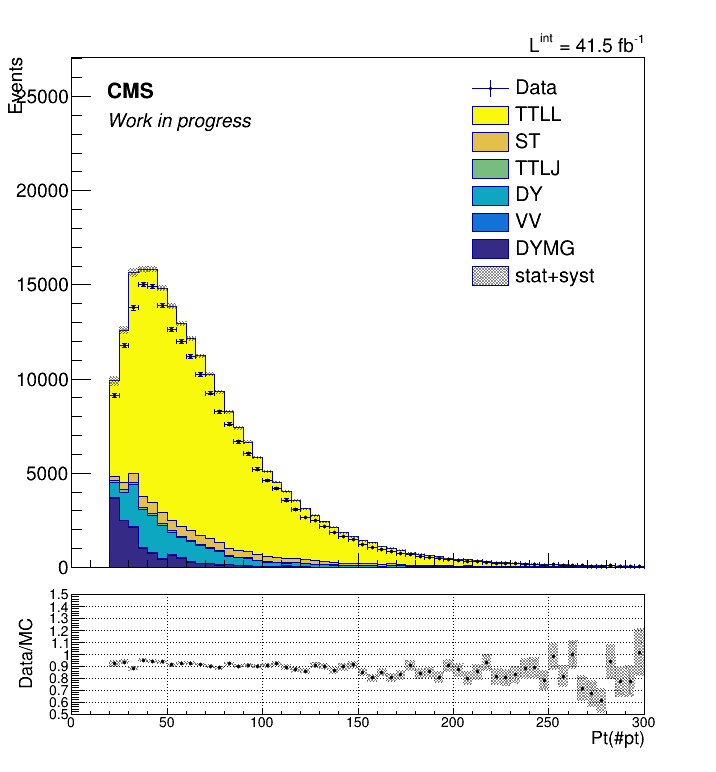 L^int = 41.5 fb^-1
Events
CMS
Work in progress
Data
TTLL
ST
TTLJ
DY
VV
DYMG
stat+syst
25000
20000
15000
10000
5000
0
Data/MC
1.5
1.4
1.3
1.2
1.1
1
0.9
0.8
0.7
0.6
0.5
0 50 100 150 200 250 300
Pt(#pt)